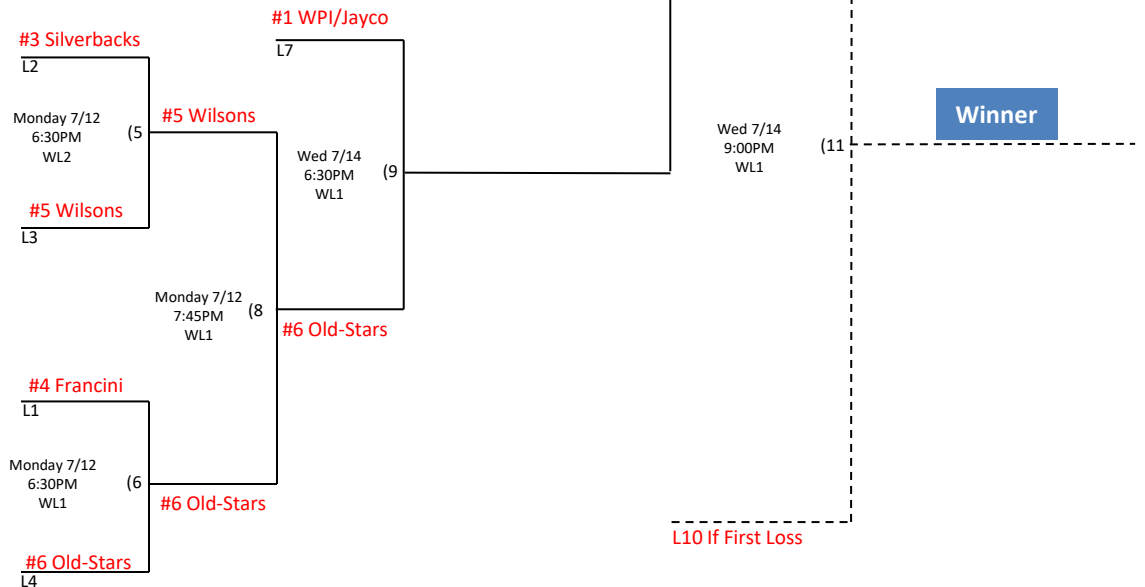 #1 WPI/Jayco
L7
#3 Silverbacks
L2
Monday 7/12
6:30PM
WL2
(5
#5 Wilsons
#5 Wilsons
L3
Wed 7/14
6:30PM
WL1
(9
Wed 7/14
9:00PM
WL1
(11
Winner
Monday 7/12
7:45PM
WL1
(8
#6 Old-Stars
#4 Francini
L1
Monday 7/12
6:30PM
WL1
(6
#6 Old-Stars
#6 Old-Stars
L4
L10 If First Loss